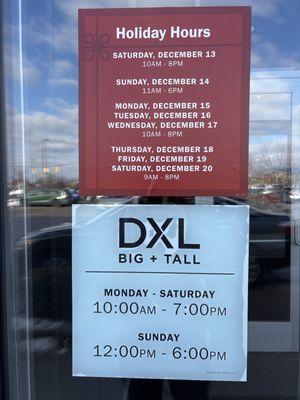 Holiday Hours
SATURDAY, DECEMBER 13
10AM - 8PM
SUNDAY, DECEMBER 14
11AM - 6PM
MONDAY, DECEMBER 15
TUESDAY, DECEMBER 16
WEDNESDAY, DECEMBER 17
10AM - 8PM
THURSDAY, DECEMBER 18
FRIDAY, DECEMBER 19
SATURDAY, DECEMBER 20
9AM - 8PM
DXL
BIG + TALL
MONDAY - SATURDAY
10:00AM - 7:00PM
SUNDAY
12:00PM - 6:00PM